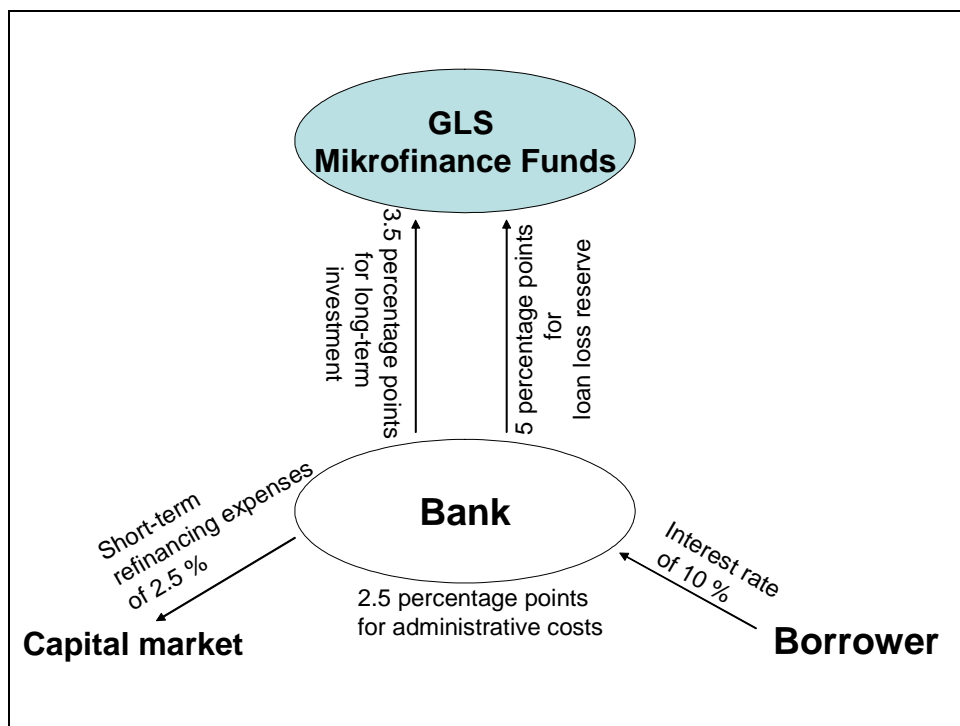 GLS
Mikrofinance Funds
3.5 percentage points
for long-term
investment
5 percentage points
for
loan loss reserve
Bank
Short-term
refinancing expenses
of 2.5 %
2.5 percentage points
for administrative costs
Interest rate
of 10 %
Capital market
Borrower